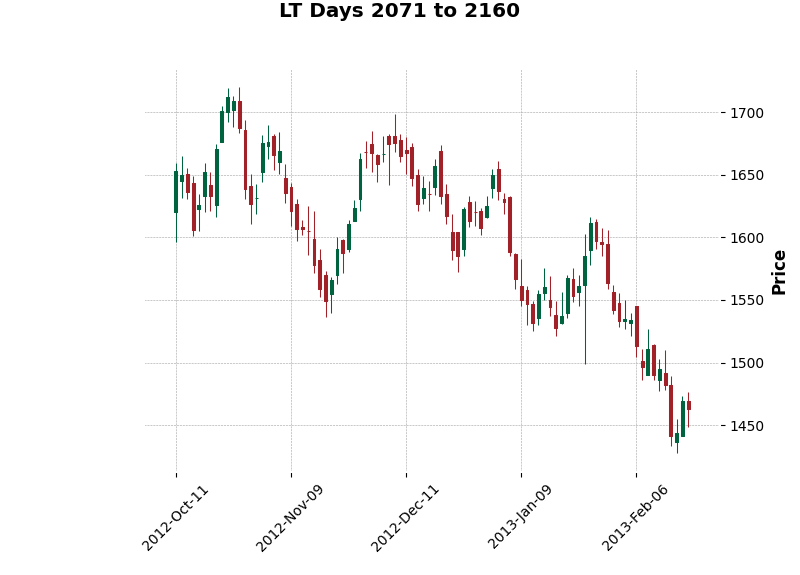 LT Days 2071 to 2160
1700
1650
1600
1550
1500
1450
Price
2012-Oct-11
2012-Nov-09
2012-Dec-11
2013-Jan-09
2013-Feb-06